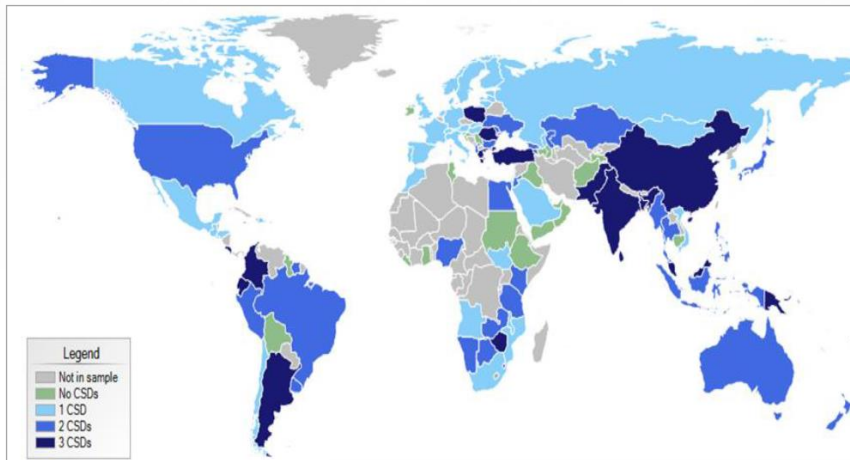 Legend
Not in sample
No CSDs
1 CSD
2 CSDs
3 CSDs